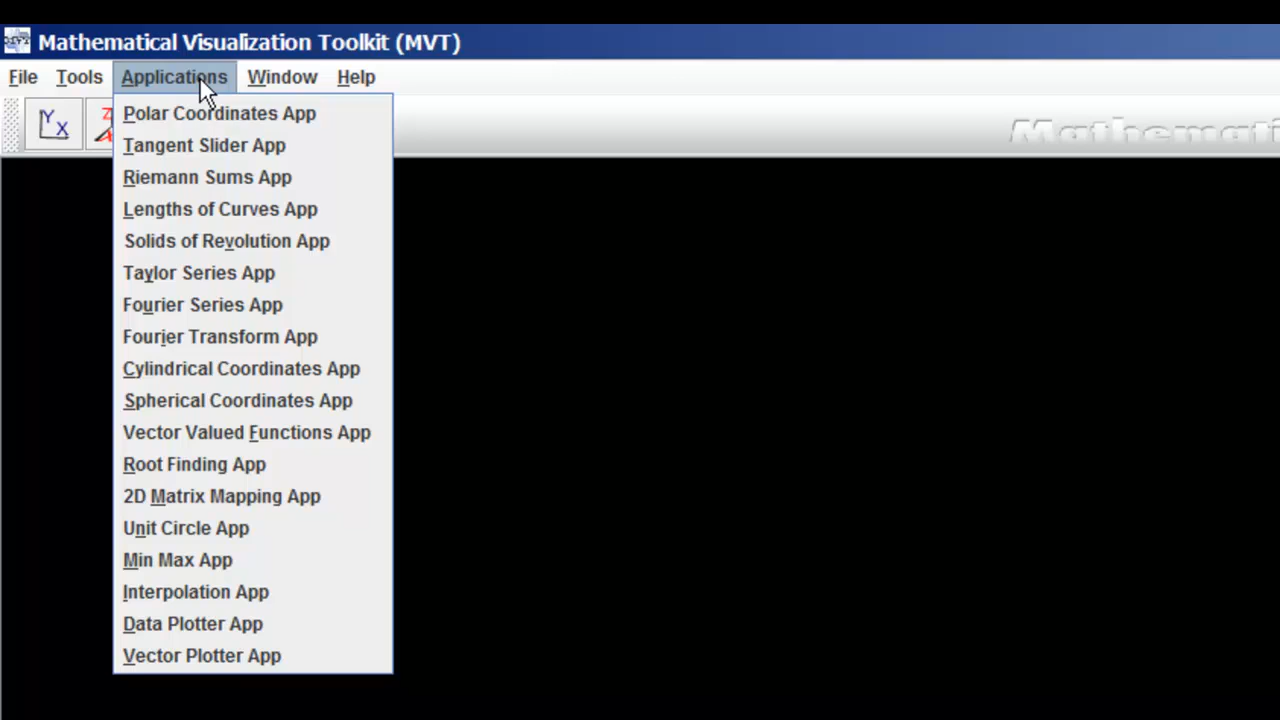 Mathematical Visualization Toolkit (MVT)
File Tools Applications Window Help
Y X Z
Mathemati
Polar Coordinates App
Tangent Slider App
Riemann Sums App
Lengths of Curves App
Solids of Revolution App
Taylor Series App
Fourier Series App
Fourier Transform App
Cylindrical Coordinates App
Spherical Coordinates App
Vector Valued Functions App
Root Finding App
2D Matrix Mapping App
Unit Circle App
Min Max App
Interpolation App
Data Plotter App
Vector Plotter App